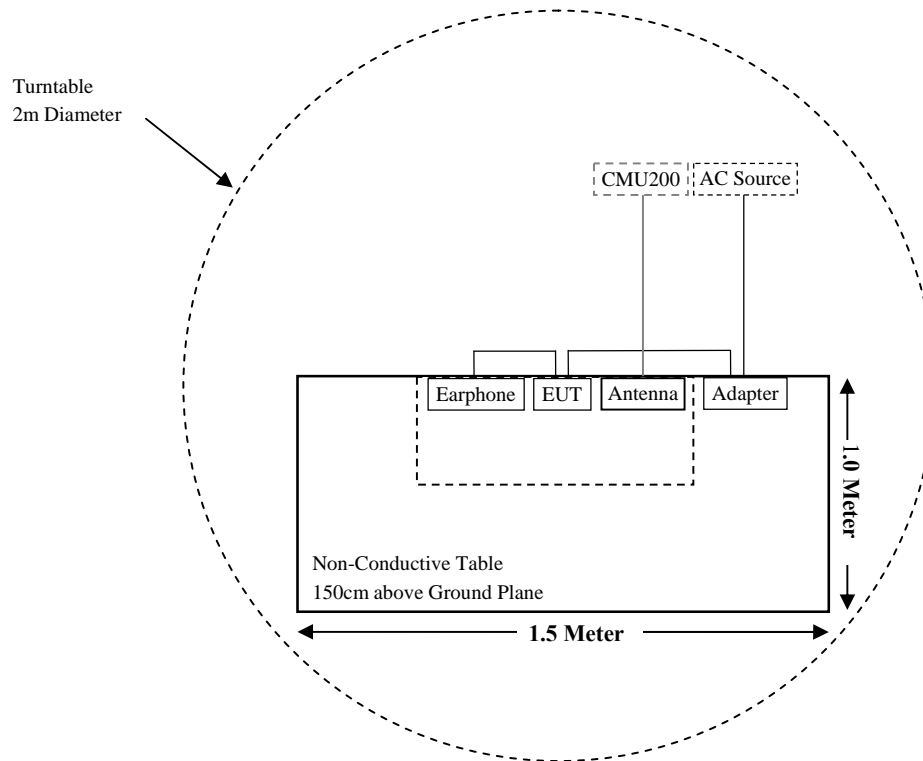 Turntable
2m Diameter
CMU200
AC Source
Earphone
EUT
Antenna
Adapter
1.0 Meter
Non-Conductive Table
150cm above Ground Plane
1.5 Meter